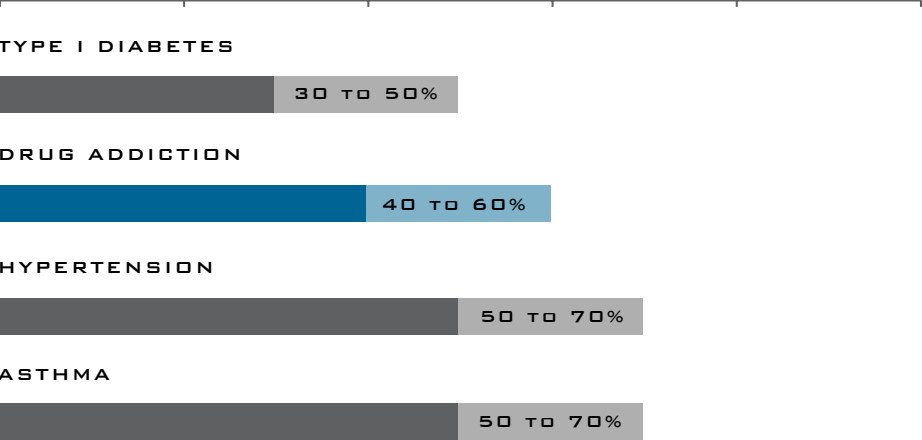 TYPE I DIABETES
30 TO 50%
DRUG ADDICTION
40 TO 60%
HYPERTENSION
50 TO 70%
ASTHMA
50 TO 70%